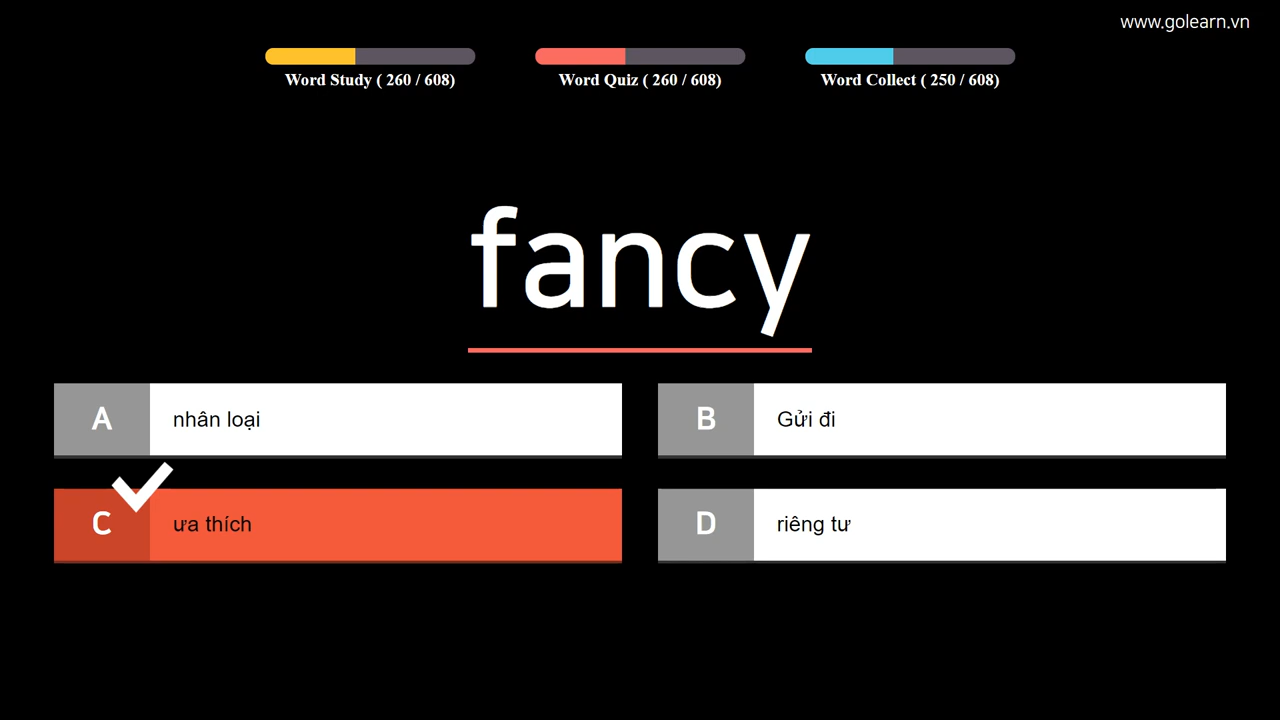 www.golearn.vn
Word Study ( 260 / 608)
Word Quiz ( 260 / 608)
Word Collect ( 250 / 608)
fancy
A
nhân loại
B
Gửi đi
C
ưa thích
D
riêng tư